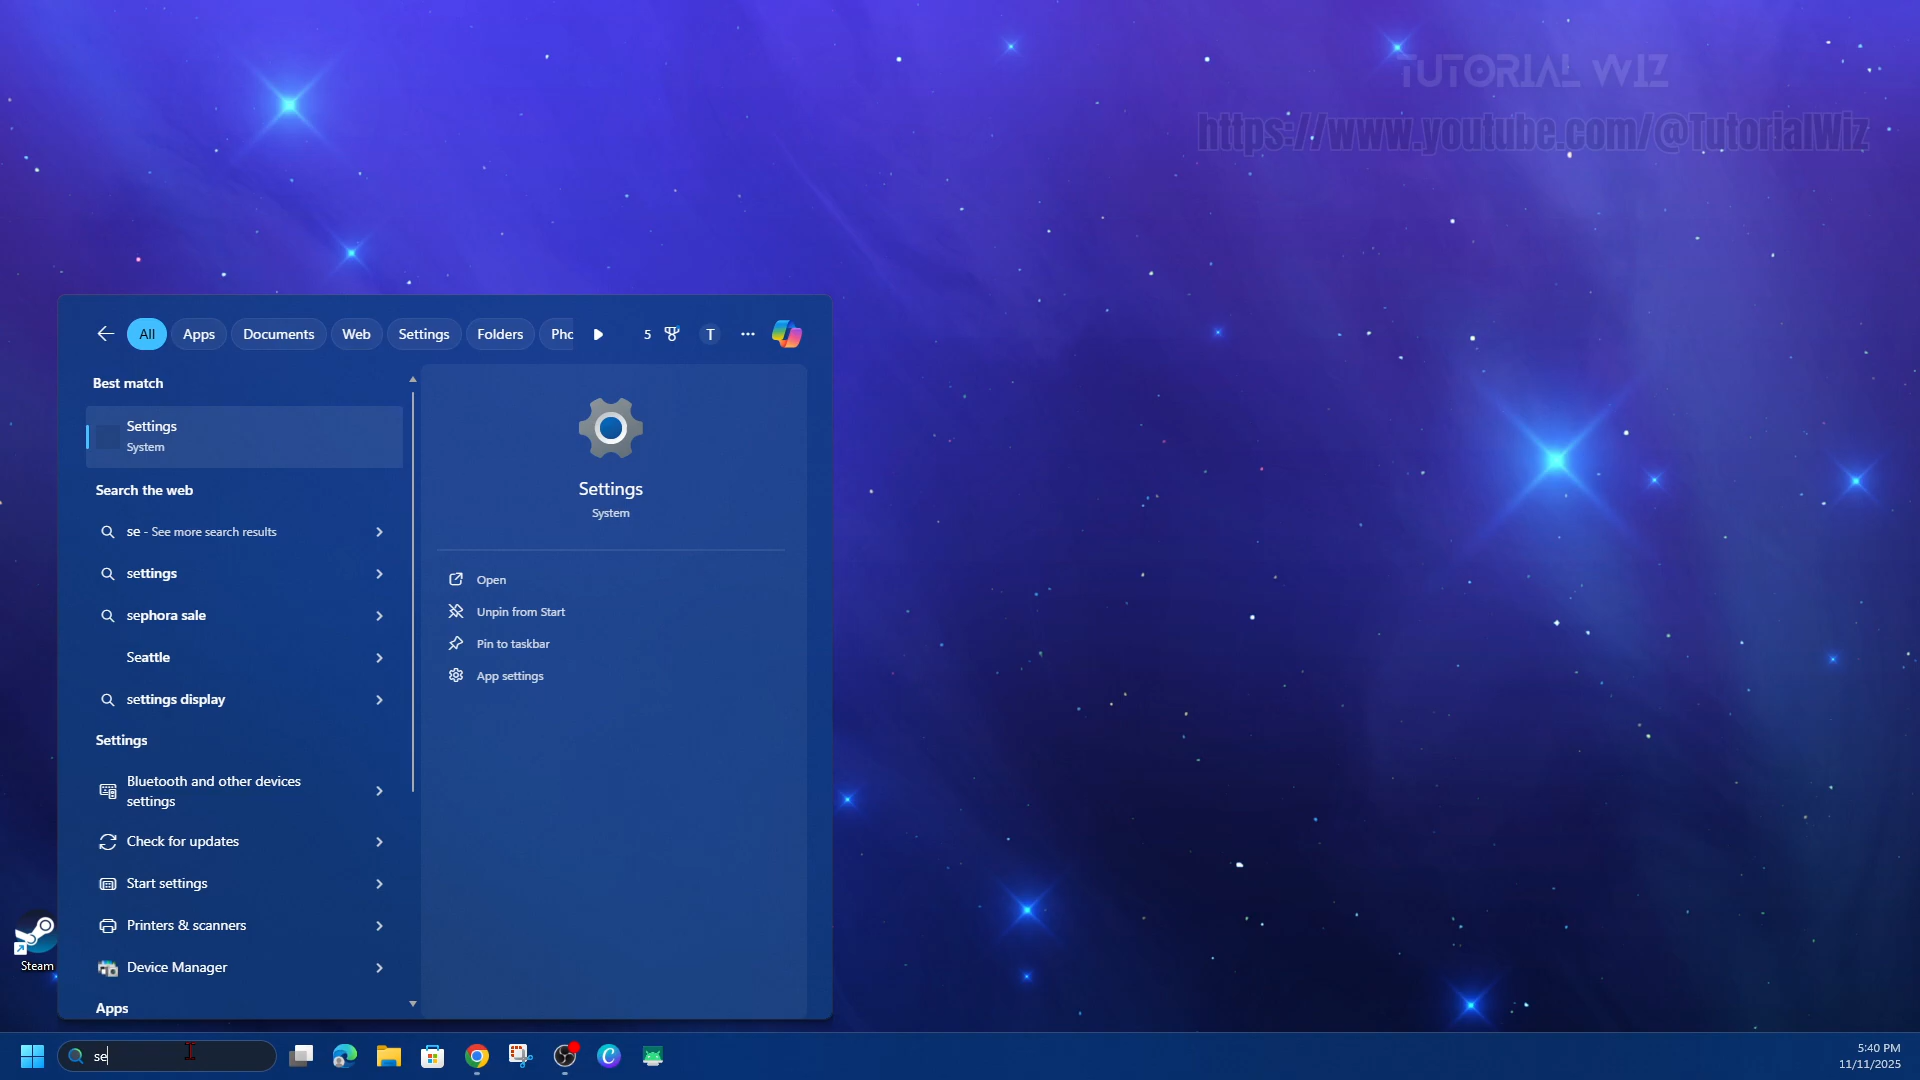 TUTORIAL WIZ
https://www.youtube.com/@TutorialWiz
All
Apps
Documents
Web
Settings
Folders
Pho
5
T
Best match
Settings
System
Search the web
se - See more search results
settings
sephora sale
Seattle
settings display
Settings
Bluetooth and other devices
settings
Check for updates
Start settings
Printers & scanners
Device Manager
Apps
Settings
System
Open
Unpin from Start
Pin to taskbar
App settings
Steam
se
5:40 PM
11/11/2025